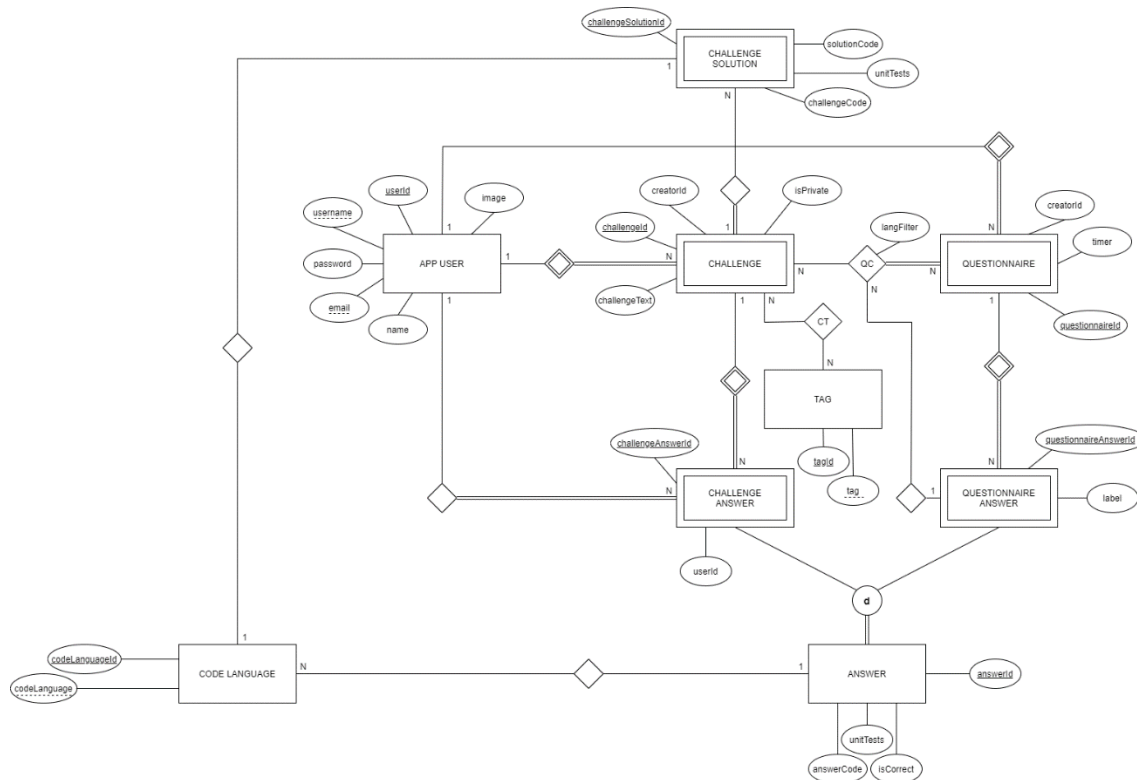 challengeSolutionId
CHALLENGE
SOLUTION
solutionCode
unitTests
challengeCode
1
N
userId
image
username
password
email
name
APP USER
1
1
1
creatorId
isPrivate
challengeId
challengeText
1
CHALLENGE
N
N
1
N
langFilter
QC
N
N
creatorId
timer
questionnaireId
N
QUESTIONNAIRE
1
CT
N
TAG
tagId
tag
challengeAnswerId
N
N
CHALLENGE
ANSWER
userId
questionnaireAnswerId
N
1
QUESTIONNAIRE
ANSWER
label
d
1
codeLanguageId
codeLanguage
CODE LANGUAGE
N
1
ANSWER
answerId
unitTests
answerCode
isCorrect